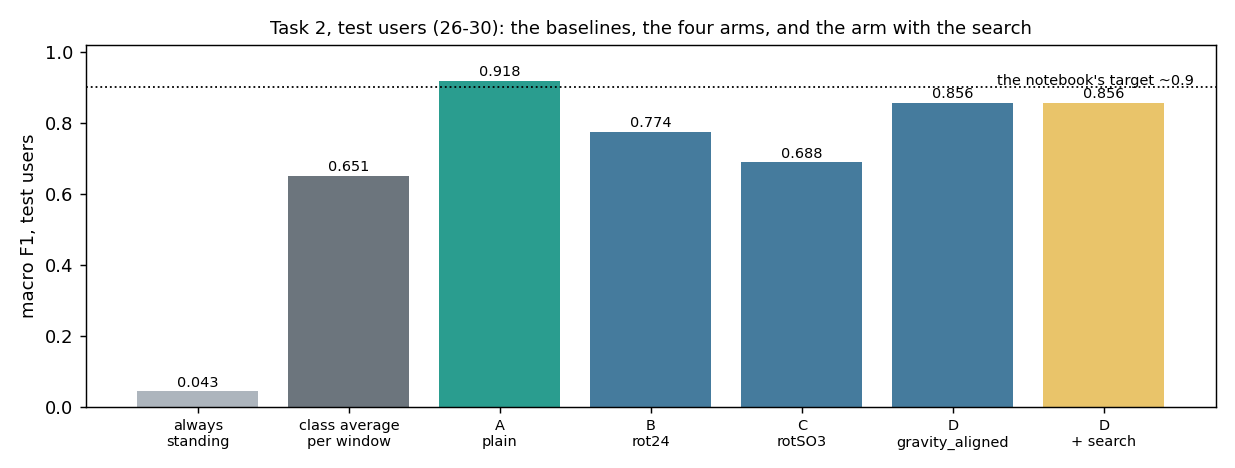 Task 2, test users (26-30): the baselines, the four arms, and the arm with the search
macro F1, test users
1.0
0.8
0.6
0.4
0.2
0.0
0.043
0.651
0.918
0.774
0.688
0.856
0.856
the notebook's target ~0.9
always
standing
class average
per window
A
plain
B
rot24
C
rotSO3
D
gravity_aligned
D
+ search